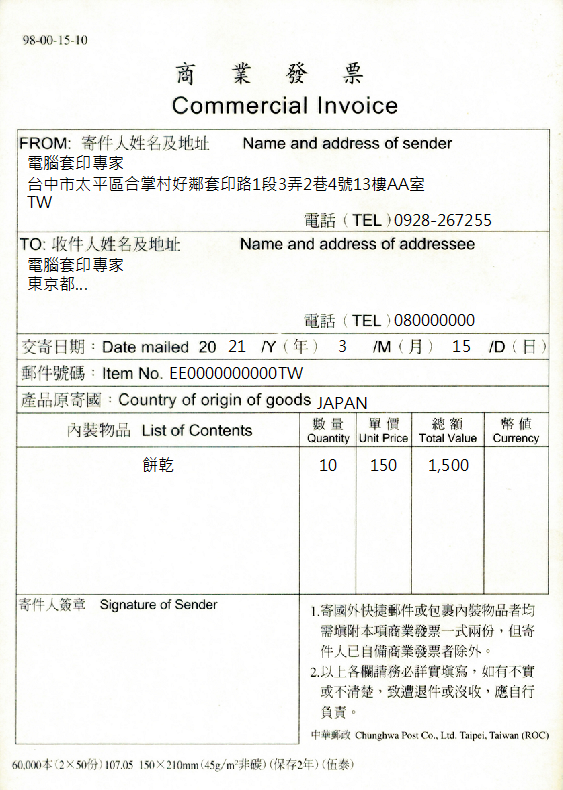 98-00-15-10
商業發票
Commercial Invoice
FROM: 寄件人姓名及地址 Name and address of sender
電腦套印專家
台中市太平區合掌村好鄰套印路1段3弄2巷4號13樓AA室
TW
電話（TEL）0928-267255
TO: 收件人姓名及地址 Name and address of addressee
電腦套印專家
東京都...
電話（TEL）080000000
交寄日期：Date mailed 20 21 /Y（年） 3 /M（月） 15 /D（日）
郵件號碼：Item No. EE0000000000TW
產品原寄國：Country of origin of goods JAPAN
內裝物品 List of Contents 數量 Quantity 單價 Unit Price 總額 Total Value 幣值 Currency
餅乾 10 150 1,500
寄件人簽章 Signature of Sender
1.寄國外快捷郵件或包裹內裝物品者均
需填附本項商業發票一式兩份，但寄
件人已自備商業發票者除外。
2.以上各欄請務必詳實填寫，如有不實
或不清楚，致遭退件或沒收，應自行
負責。
中華郵政 Chunghwa Post Co., Ltd. Taipei, Taiwan (ROC)
60,000本(2×50份)107.05 150×210mm(45g/m²非碳)(保存2年)(伍泰)